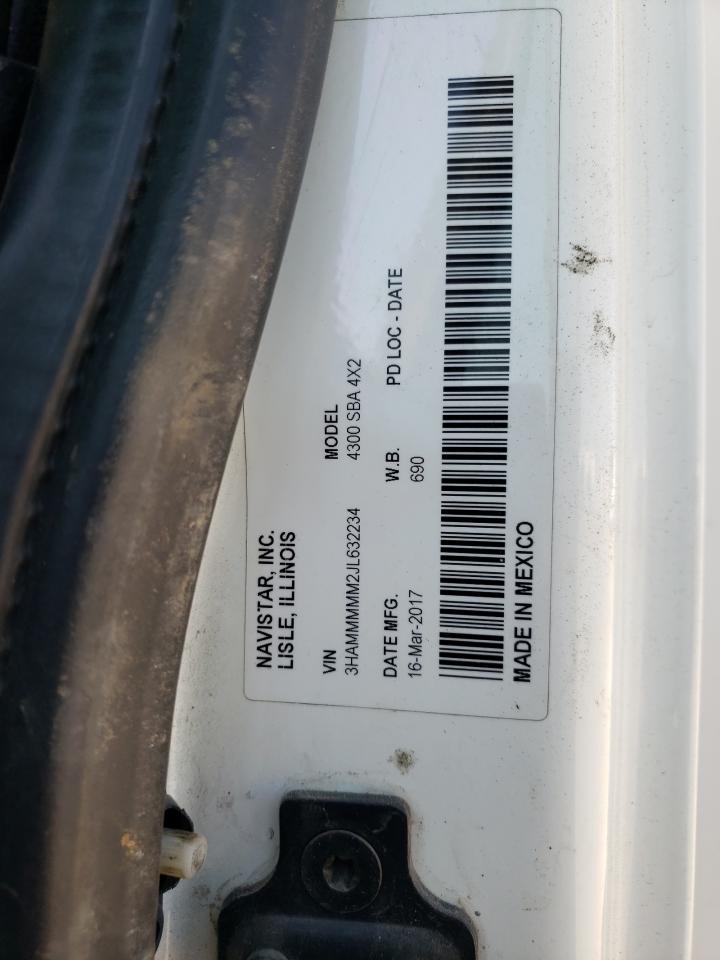 NAVISTAR, INC.
LISLE, ILLINOIS
VIN MODEL
3HAMMMMM2JL632234 4300 SBA 4X2
DATE MFG. W.B. PD LOC - DATE
16-Mar-2017 690
MADE IN MEXICO